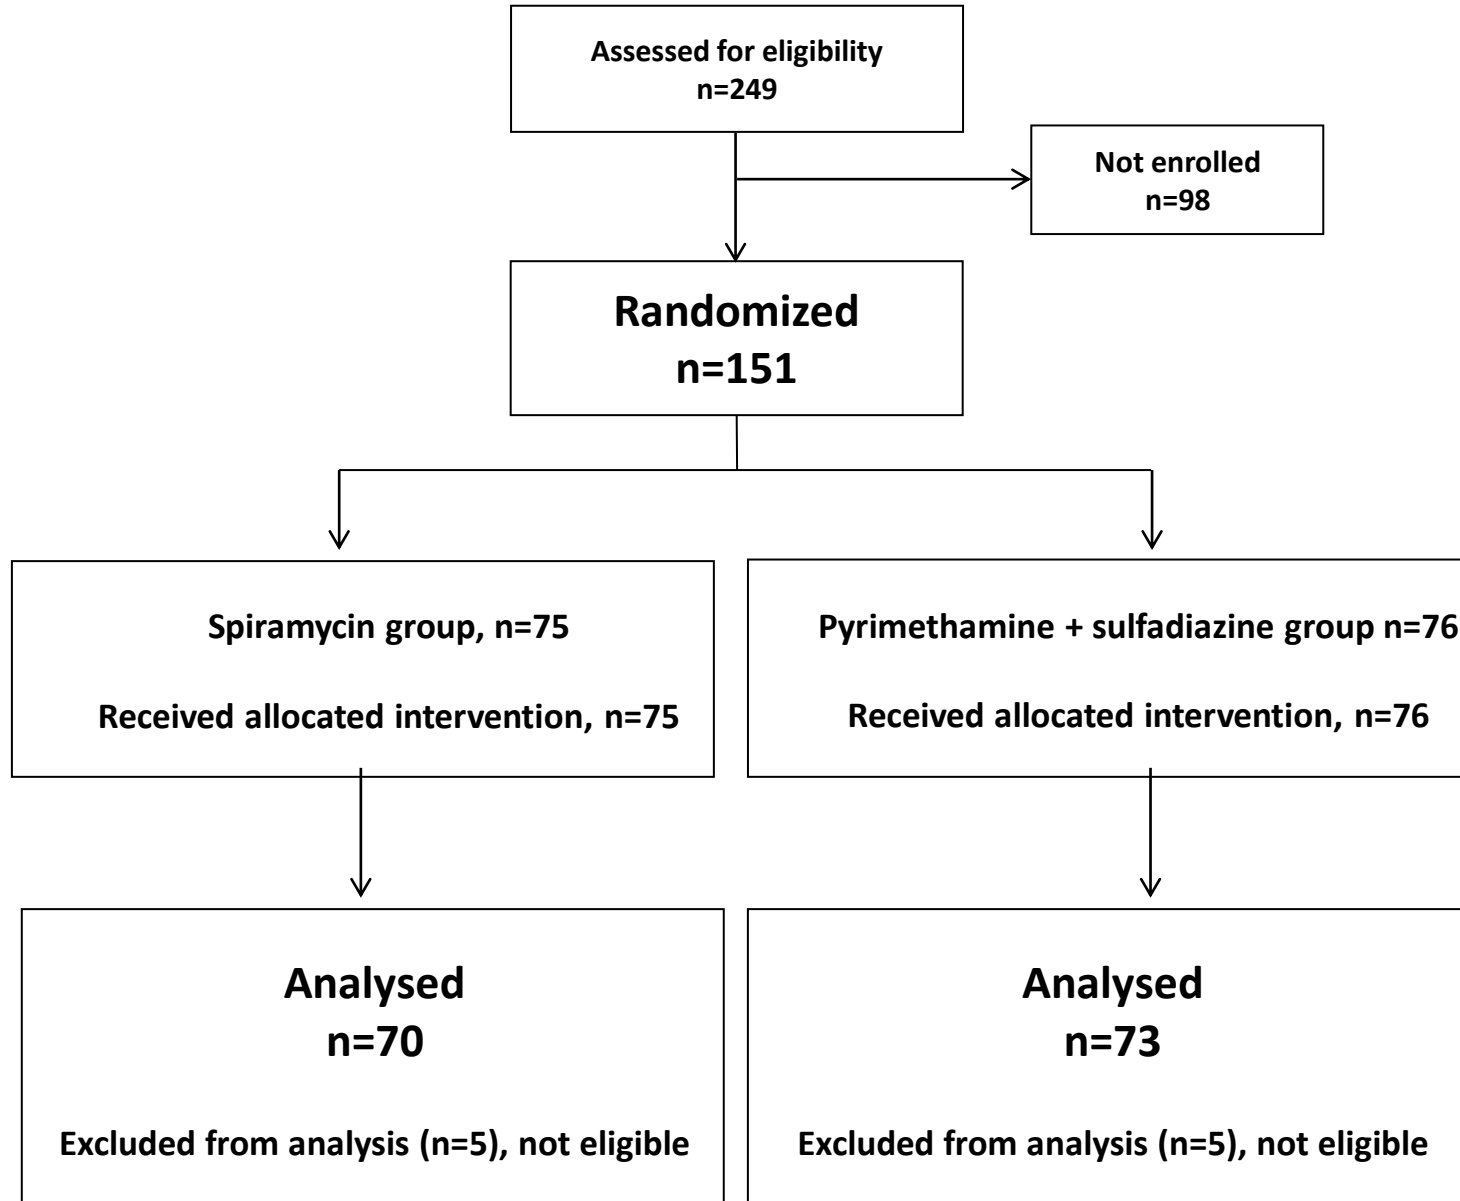 Assessed for eligibility
n=249
Not enrolled
n=98
Randomized
n=151
Spiramycin group, n=75
Received allocated intervention, n=75
Pyrimethamine + sulfadiazine group n=76
Received allocated intervention, n=76
Analysed
n=70
Excluded from analysis (n=5), not eligible
Analysed
n=73
Excluded from analysis (n=5), not eligible